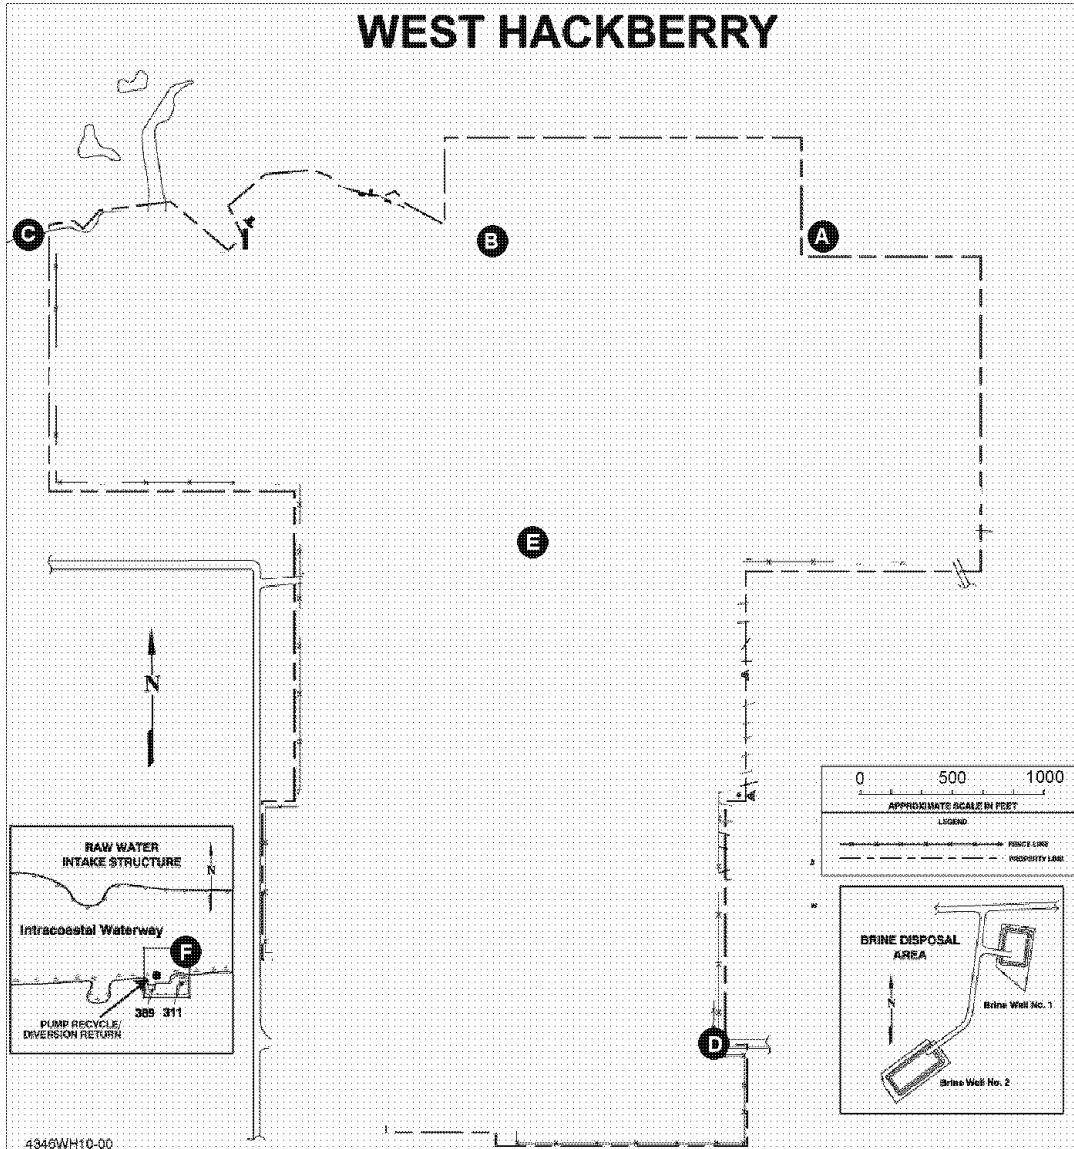 WEST HACKBERRY
C
B
A
E
N
0 500 1000
APPROXIMATE SCALE IN FEET
LEGEND
FENCE LINE
PROPERTY LINE
RAW WATER
INTAKE STRUCTURE
N
Intracoastal Waterway
F
389 311
PUMP RECYCLE/
DIVERSION RETURN
D
BRINE DISPOSAL
AREA
N
Brine Well No. 1
Brine Well No. 2
4346WH10-00